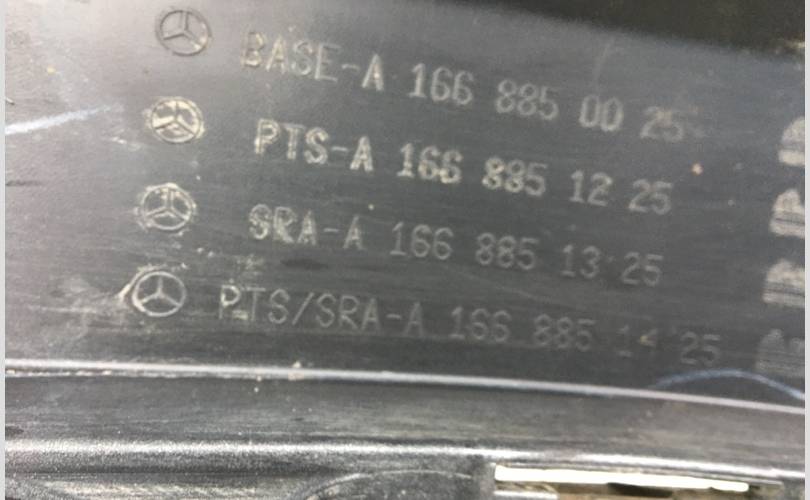 BASE-A 166 885 00 25
PTS-A 166 885 12 25
SRA-A 166 885 13 25
PTS/SRA-A 166 885 14 25